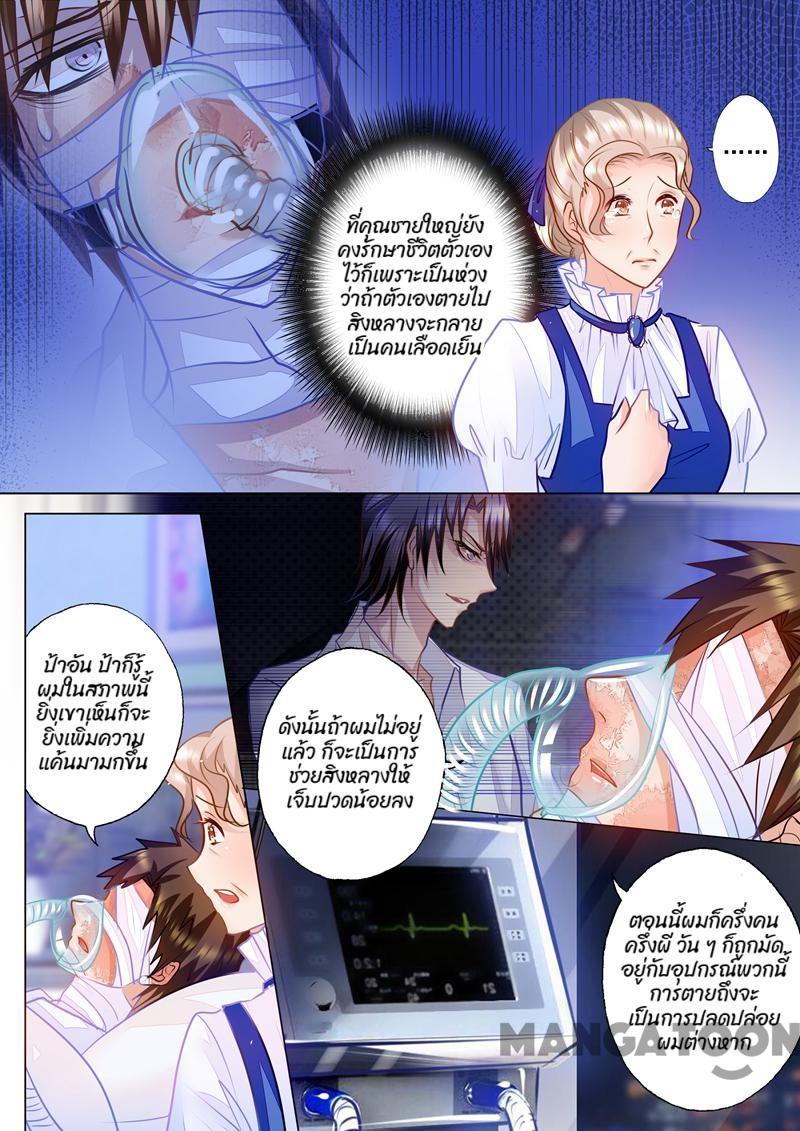 ......
ที่คุณชายใหญ่ยัง
คงรักษาชีวิตตัวเอง
ไว้ก็เพราะเป็นห่วง
ว่าถ้าตัวเองตายไป
สิงหลางจะกลาย
เป็นคนเลือดเย็น
ป้าอัน ป้าก็รู้
ผมในสภาพนี้
ยิ่งเขาเห็นก็จะ
ยิ่งเพิ่มความ
แค้นมามกขึ้น
ดังนั้นถ้าผมไม่อยู่
แล้ว ก็จะเป็นการ
ช่วยสิงหลางให้
เจ็บปวดน้อยลง
ตอนนี้ผมก็ครึ่งคน
ครึ่งผี วัน ๆ ก็ถูกมัด
อยู่กับอุปกรณ์พวกนี้
การตายถึงจะ
เป็นการปลดปล่อย
ผมต่างหาก
MANGATOON